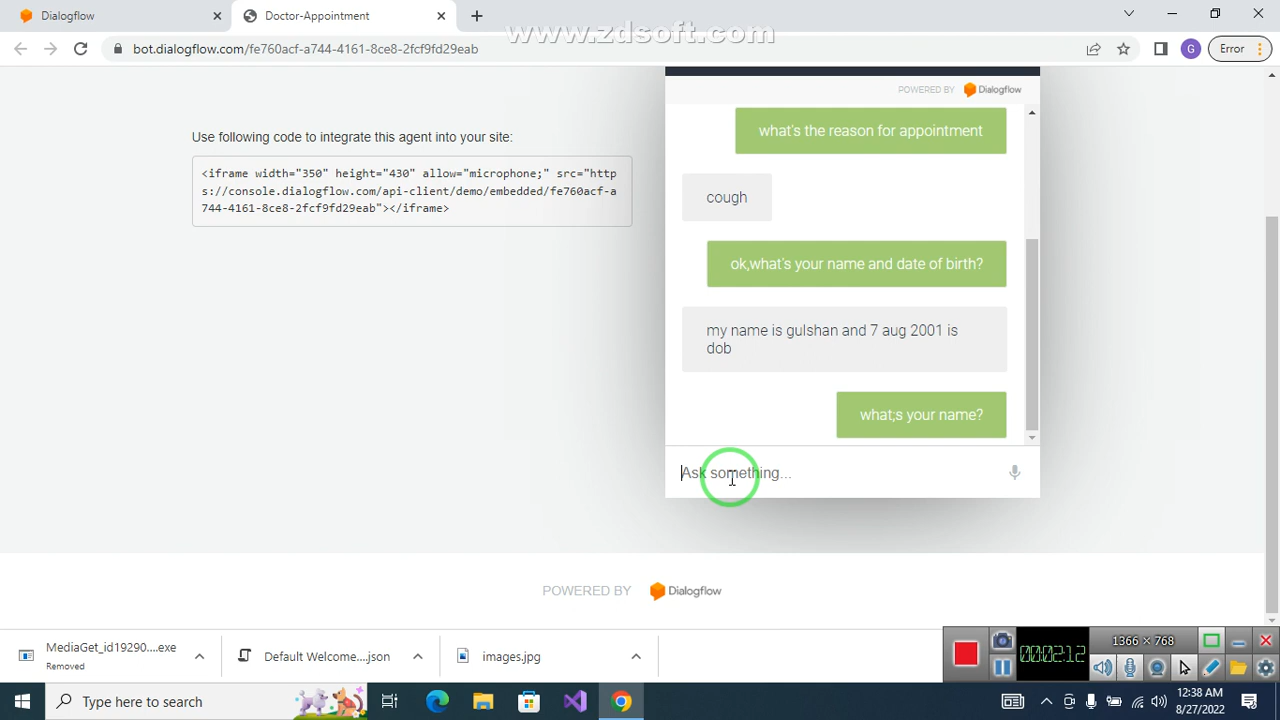 Dialogflow
Doctor-Appointment
www.zdsoft.com
bot.dialogflow.com/fe760acf-a744-4161-8ce8-2fcf9fd29eab
G
Error
POWERED BY Dialogflow
Use following code to integrate this agent into your site:
<iframe width="350" height="430" allow="microphone;" src="http
s://console.dialogflow.com/api-client/demo/embedded/fe760acf-a
744-4161-8ce8-2fcf9fd29eab"></iframe>
what's the reason for appointment
cough
ok,what's your name and date of birth?
my name is gulshan and 7 aug 2001 is
dob
what;s your name?
Ask something...
POWERED BY Dialogflow
MediaGet_id19290....exe
Removed
Default Welcome....json
images.jpg
1366 × 768
00:02:12
Type here to search
12:38 AM
8/27/2022